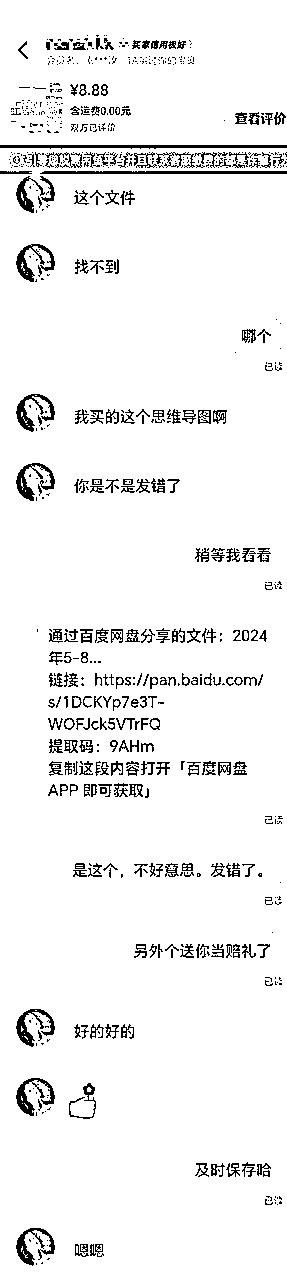 买家信用极好
¥8.88
含运费0.00元
双方已评价
查看评价
这个文件
找不到
哪个
已读
我买的这个思维导图啊
你是不是发错了
稍等我看看
已读
通过百度网盘分享的文件：2024
年5-8...
链接：https://pan.baidu.com/
s/1DCKYp7e3T-
WOFJck5VTrFQ
提取码：9AHm
复制这段内容打开「百度网盘
APP 即可获取」
已读
是这个，不好意思。发错了。
已读
另外个送你当赔礼了
已读
好的好的
及时保存哈
已读
嗯嗯